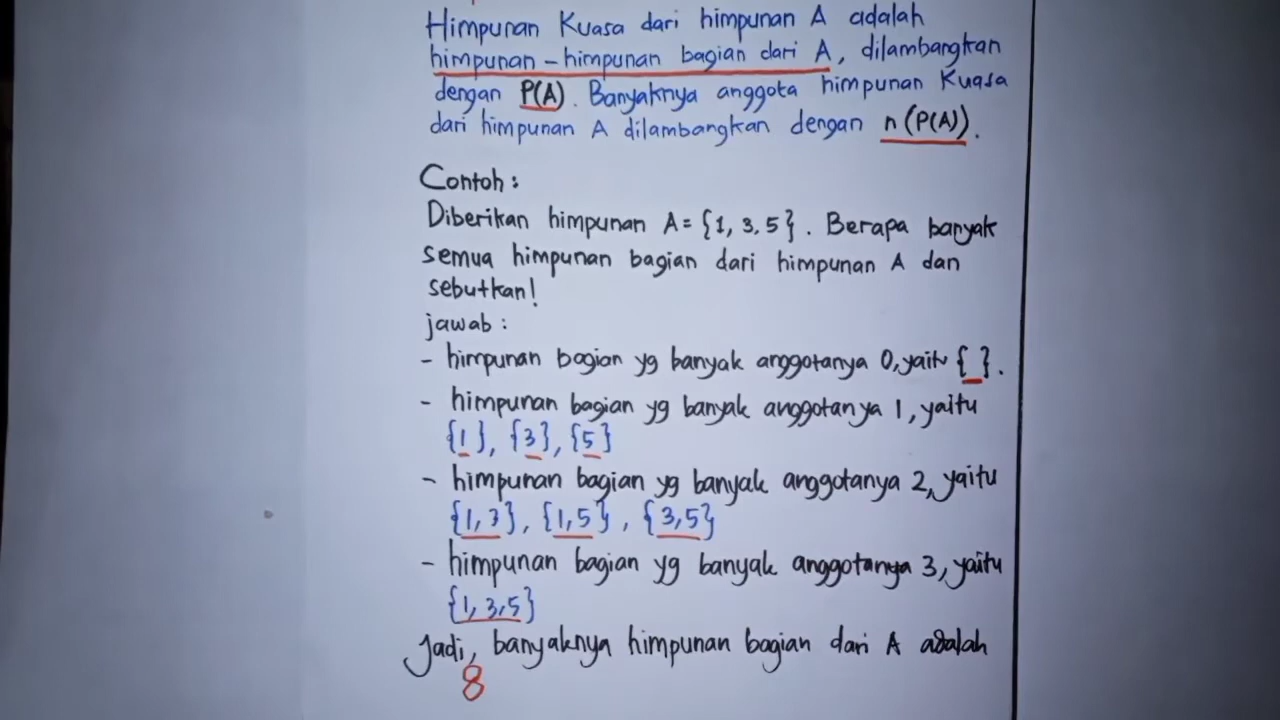 Himpunan Kuasa dari himpunan A adalah
himpunan - himpunan bagian dari A, dilambangkan
dengan P(A). Banyaknya anggota himpunan Kuasa
dari himpunan A dilambangkan dengan n(P(A)).
Contoh :
Diberikan himpunan A = {1, 3, 5}. Berapa banyak
semua himpunan bagian dari himpunan A dan
sebutkan!
jawab :
- himpunan bagian yg banyak anggotanya 0, yaitu { }.
- himpunan bagian yg banyak anggotanya 1, yaitu
{1}, {3}, {5}
- himpunan bagian yg banyak anggotanya 2, yaitu
{1,3}, {1,5}, {3,5}
- himpunan bagian yg banyak anggotanya 3, yaitu
{1,3,5}
Jadi, banyaknya himpunan bagian dari A adalah
8